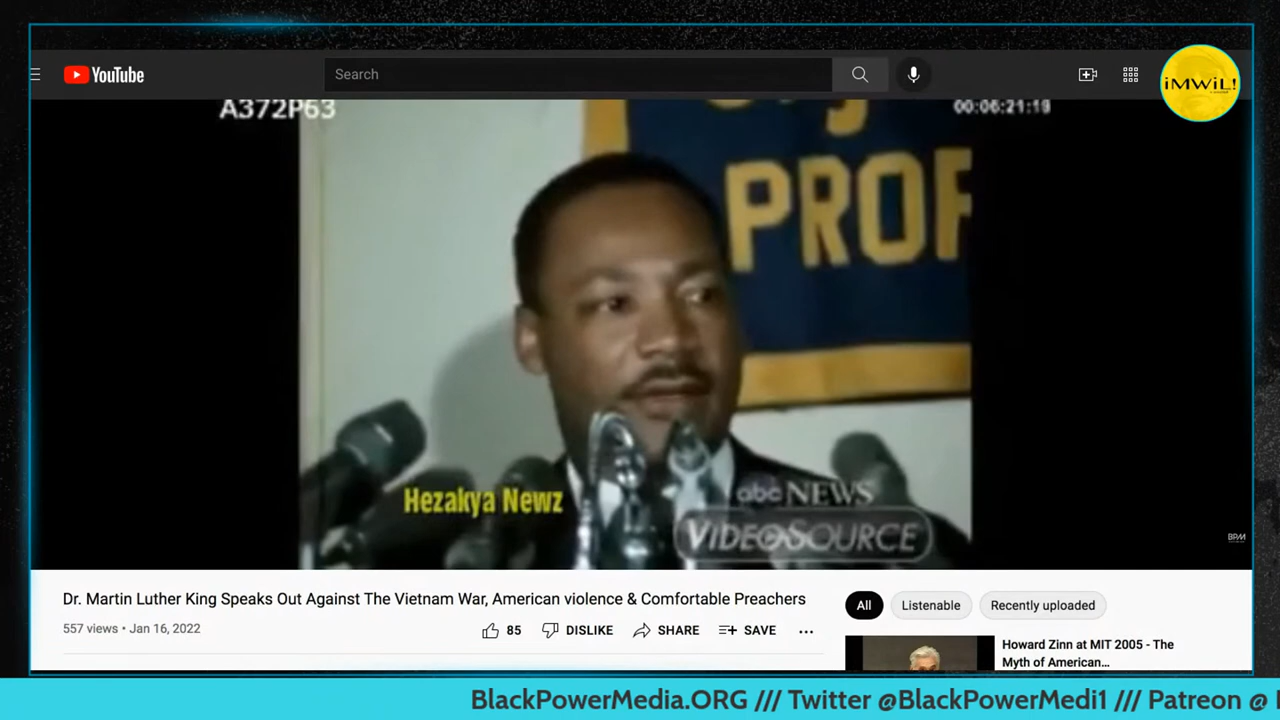 YouTube
Search
iMWiL!
A372P63
00:06:21:19
PROF
Hezakya Newz
abc NEWS
VIDEOSOURCE
BPM
Dr. Martin Luther King Speaks Out Against The Vietnam War, American violence & Comfortable Preachers
557 views • Jan 16, 2022
85 DISLIKE SHARE SAVE
All Listenable Recently uploaded
Howard Zinn at MIT 2005 - The
Myth of American...
BlackPowerMedia.ORG /// Twitter @BlackPowerMedi1 /// Patreon @